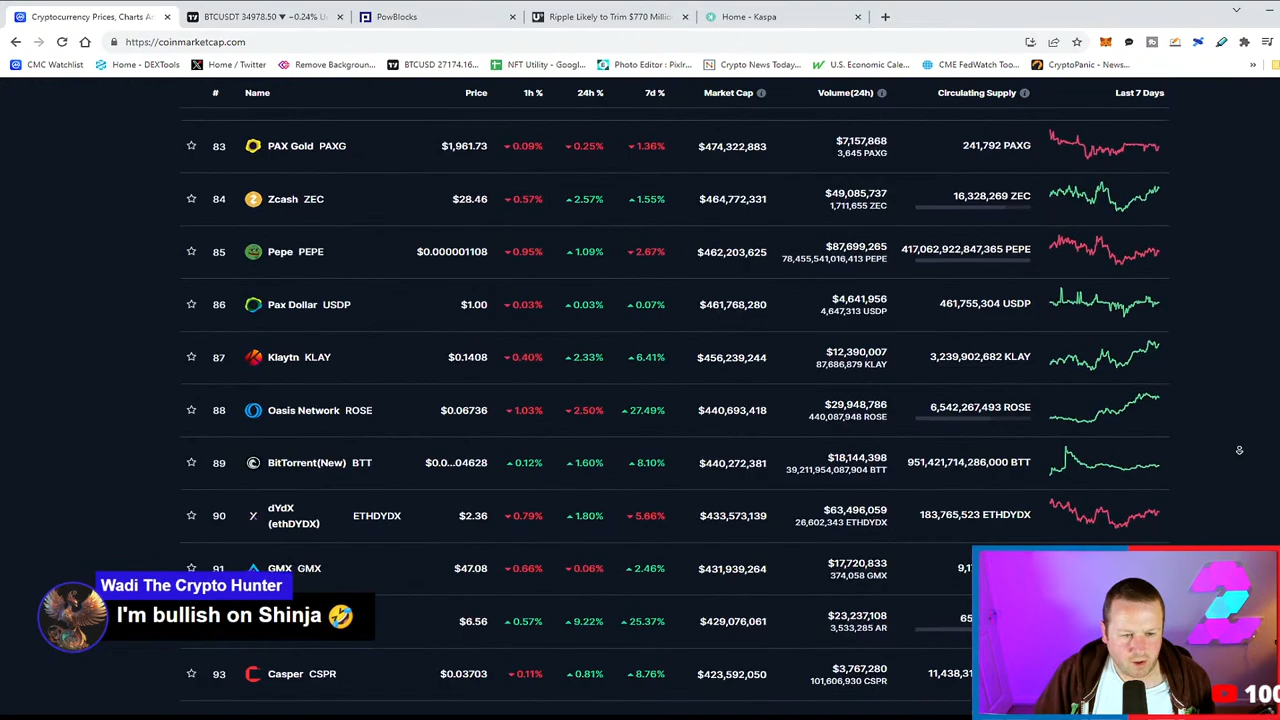 Cryptocurrency Prices, Charts An
BTCUSDT 34978.50 ▼ −0.24% U
PowBlocks
Ripple Likely to Trim $770 Millio
Home - Kaspa
https://coinmarketcap.com
CMC Watchlist
Home - DEXTools
Home / Twitter
Remove Backgroun...
BTCUSD 27174.16...
NFT Utility - Googl...
Photo Editor : Pixlr...
Crypto News Today...
U.S. Economic Cale...
CME FedWatch Too...
CryptoPanic - News...
# Name Price 1h % 24h % 7d % Market Cap Volume(24h) Circulating Supply Last 7 Days
83 PAX Gold PAXG $1,961.73 0.09% 0.25% 1.36% $474,322,883 $7,157,868 241,792 PAXG
3,645 PAXG
84 Zcash ZEC $28.46 0.57% 2.57% 1.55% $464,772,331 $49,085,737 16,328,269 ZEC
1,711,655 ZEC
85 Pepe PEPE $0.000001108 0.95% 1.09% 2.67% $462,203,625 $87,699,265 417,062,922,847,365 PEPE
78,455,541,016,413 PEPE
86 Pax Dollar USDP $1.00 0.03% 0.03% 0.07% $461,768,280 $4,641,956 461,755,304 USDP
4,647,313 USDP
87 Klaytn KLAY $0.1408 0.40% 2.33% 6.41% $456,239,244 $12,390,007 3,239,902,682 KLAY
87,686,879 KLAY
88 Oasis Network ROSE $0.06736 1.03% 2.50% 27.49% $440,693,418 $29,948,786 6,542,267,493 ROSE
440,087,948 ROSE
89 BitTorrent(New) BTT $0.0...04628 0.12% 1.60% 8.10% $440,272,381 $18,144,398 951,421,714,286,000 BTT
39,211,954,087,904 BTT
90 dYdX (ethDYDX) ETHDYDX $2.36 0.79% 1.80% 5.66% $433,573,139 $63,496,059 183,765,523 ETHDYDX
26,602,343 ETHDYDX
91 GMX GMX $47.08 0.66% 0.06% 2.46% $431,939,264 $17,720,833 9,1
374,058 GMX
Wadi The Crypto Hunter
I'm bullish on Shinja 🤣
$6.56 0.57% 9.22% 25.37% $429,076,061 $23,237,108 65
3,533,285 AR
93 Casper CSPR $0.03703 0.11% 0.81% 8.76% $423,592,050 $3,767,280 11,438,31
101,606,930 CSPR
100